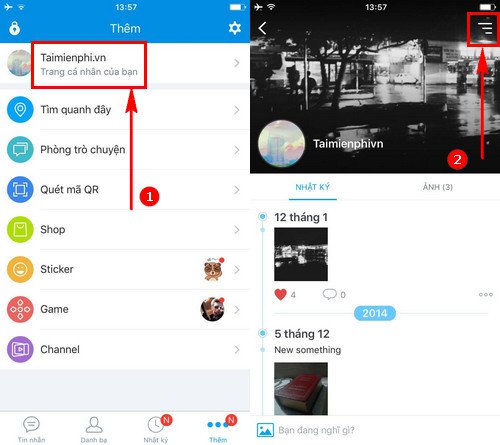 13:57
Thêm
Taimienphi.vn
Trang cá nhân của bạn
1
Tìm quanh đây
Phòng trò chuyện
Quét mã QR
Shop
Sticker
Game
Channel
N
N
Tin nhắn
Danh bạ
Nhật ký
Thêm
13:57
2
Taimienphivn
NHẬT KÝ
ẢNH (3)
12 tháng 1
4
0
2014
5 tháng 12
New something
Bạn đang nghĩ gì?